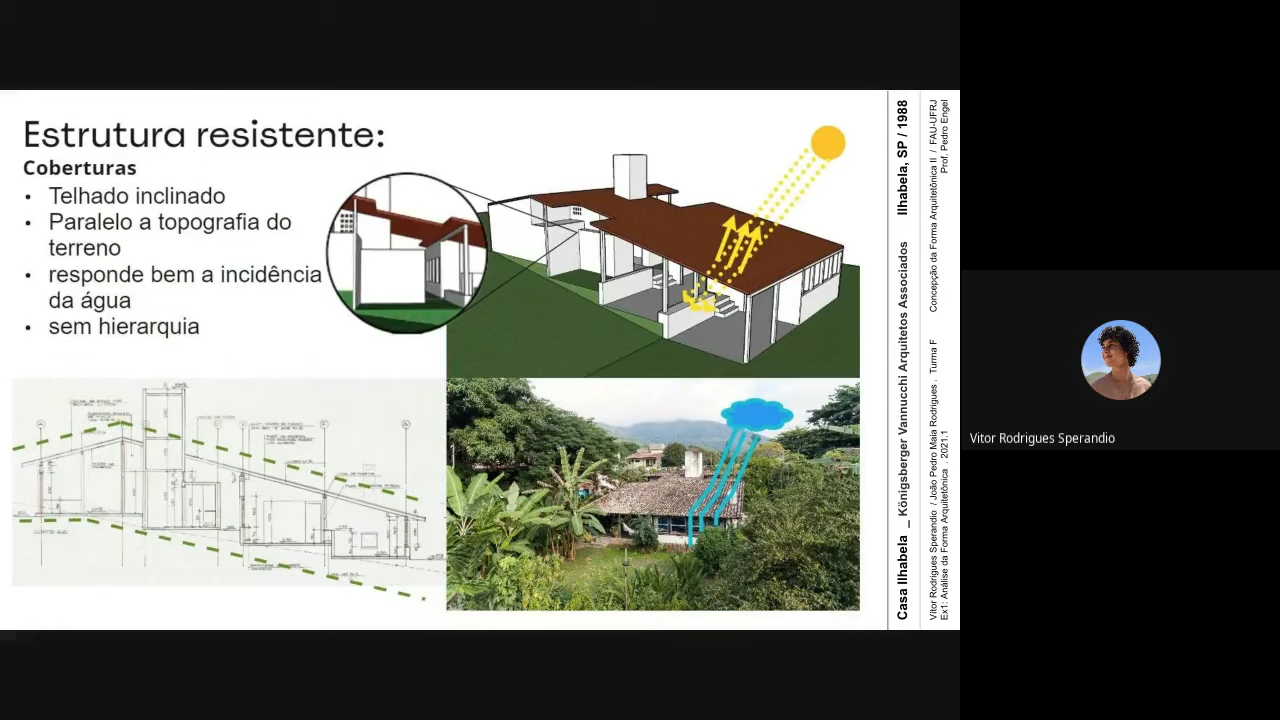 Estrutura resistente:
Coberturas
• Telhado inclinado
• Paralelo a topografia do
terreno
• responde bem a incidência
da água
• sem hierarquia
Casa Ilhabela _ Königsberger Vannucchi Arquitetos Associados Ilhabela, SP / 1988
Vitor Rodrigues Sperandio / João Pedro Maia Rodrigues . Turma F Concepção da Forma Arquitetônica II / FAU-UFRJ
Ex1: Análise da Forma Arquitetônica . 2021.1 Prof. Pedro Engel
Vitor Rodrigues Sperandio